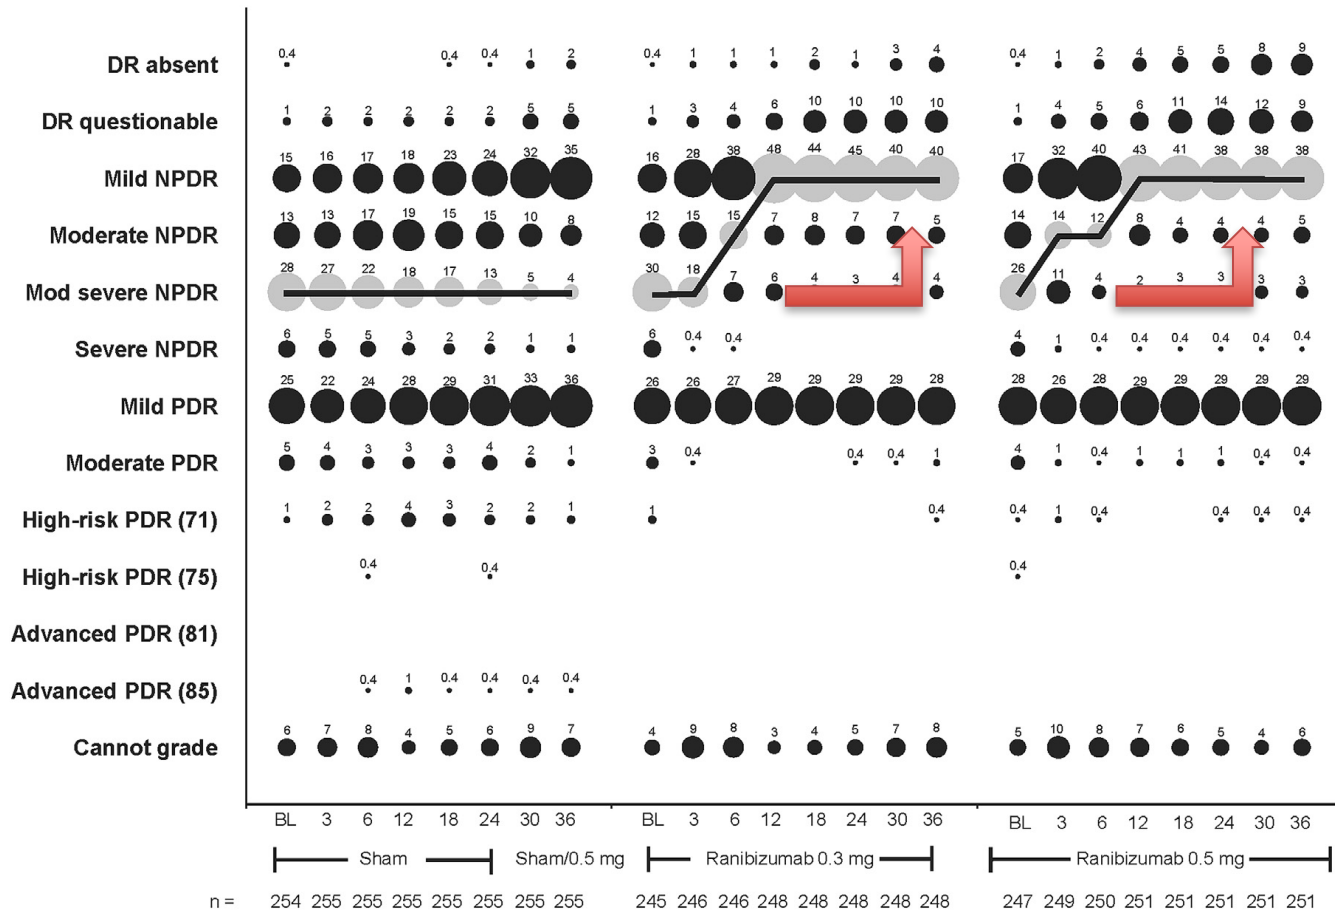 DR absent 0.4 0.4 0.4 1 2 0.4 1 1 1 2 1 3 4 0.4 1 2 4 5 5 8 9
DR questionable 1 2 2 2 2 2 5 5 1 3 4 6 10 10 10 10 1 4 5 6 11 14 12 9
Mild NPDR 15 16 17 18 23 24 32 35 16 28 38 48 44 45 40 40 17 32 40 43 41 38 38 38
Moderate NPDR 13 13 17 19 15 15 10 8 12 15 15 7 8 7 7 5 14 14 12 8 4 4 4 5
Mod severe NPDR 28 27 22 18 17 13 5 4 30 18 7 6 4 3 4 4 26 11 4 2 3 3 3 3
Severe NPDR 6 5 5 3 2 2 1 1 6 0.4 0.4 4 1 0.4 0.4 0.4 0.4 0.4 0.4
Mild PDR 25 22 24 28 29 31 33 36 26 26 27 29 29 29 29 28 28 26 28 29 29 29 29 29
Moderate PDR 5 4 3 3 3 4 2 1 3 0.4 0.4 0.4 1 4 1 0.4 1 1 1 0.4 0.4
High-risk PDR (71) 1 2 2 4 3 2 2 1 1 0.4 0.4 1 0.4 0.4 0.4 0.4
High-risk PDR (75) 0.4 0.4 0.4
Advanced PDR (81)
Advanced PDR (85) 0.4 1 0.4 0.4 0.4 0.4
Cannot grade 6 7 8 4 5 6 9 7 4 9 8 3 4 5 7 8 5 10 8 7 6 5 4 6
BL 3 6 12 18 24 30 36 BL 3 6 12 18 24 30 36 BL 3 6 12 18 24 30 36
Sham Sham/0.5 mg Ranibizumab 0.3 mg Ranibizumab 0.5 mg
n = 254 255 255 255 255 255 255 255 245 246 246 248 248 248 248 248 247 249 250 251 251 251 251 251